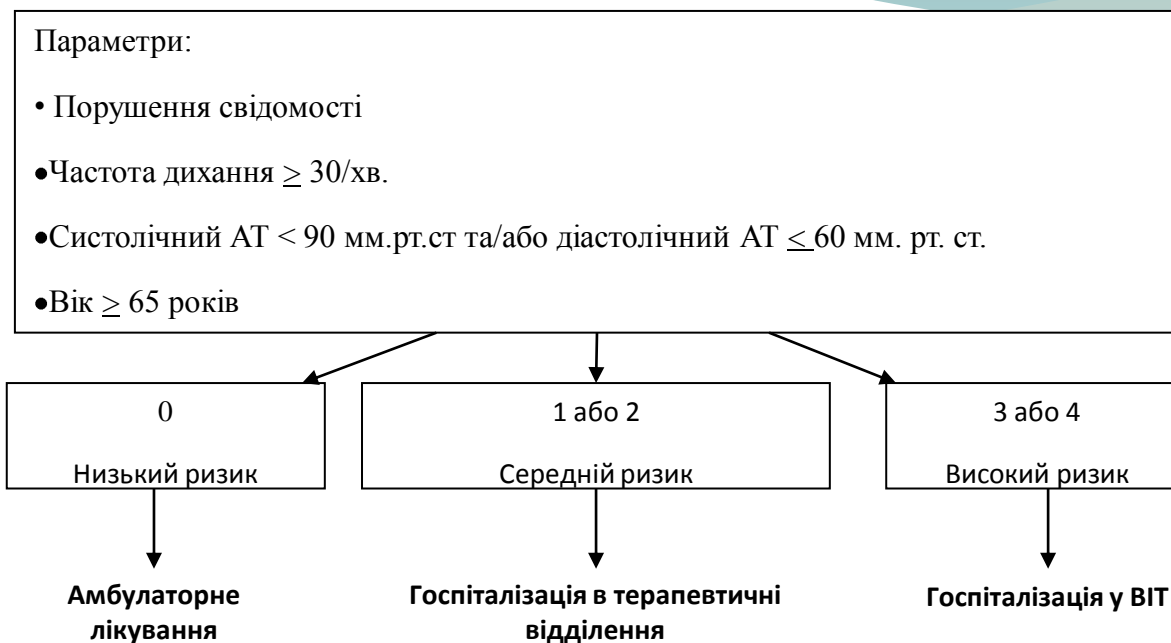 Параметри:
• Порушення свідомості
•Частота дихання ≥ 30/хв.
•Систолічний АТ < 90 мм.рт.ст та/або діастолічний АТ ≤ 60 мм. рт. ст.
•Вік ≥ 65 років
0
Низький ризик
1 або 2
Середній ризик
3 або 4
Високий ризик
Амбулаторне
лікування
Госпіталізація в терапевтичні
відділення
Госпіталізація у ВІТ